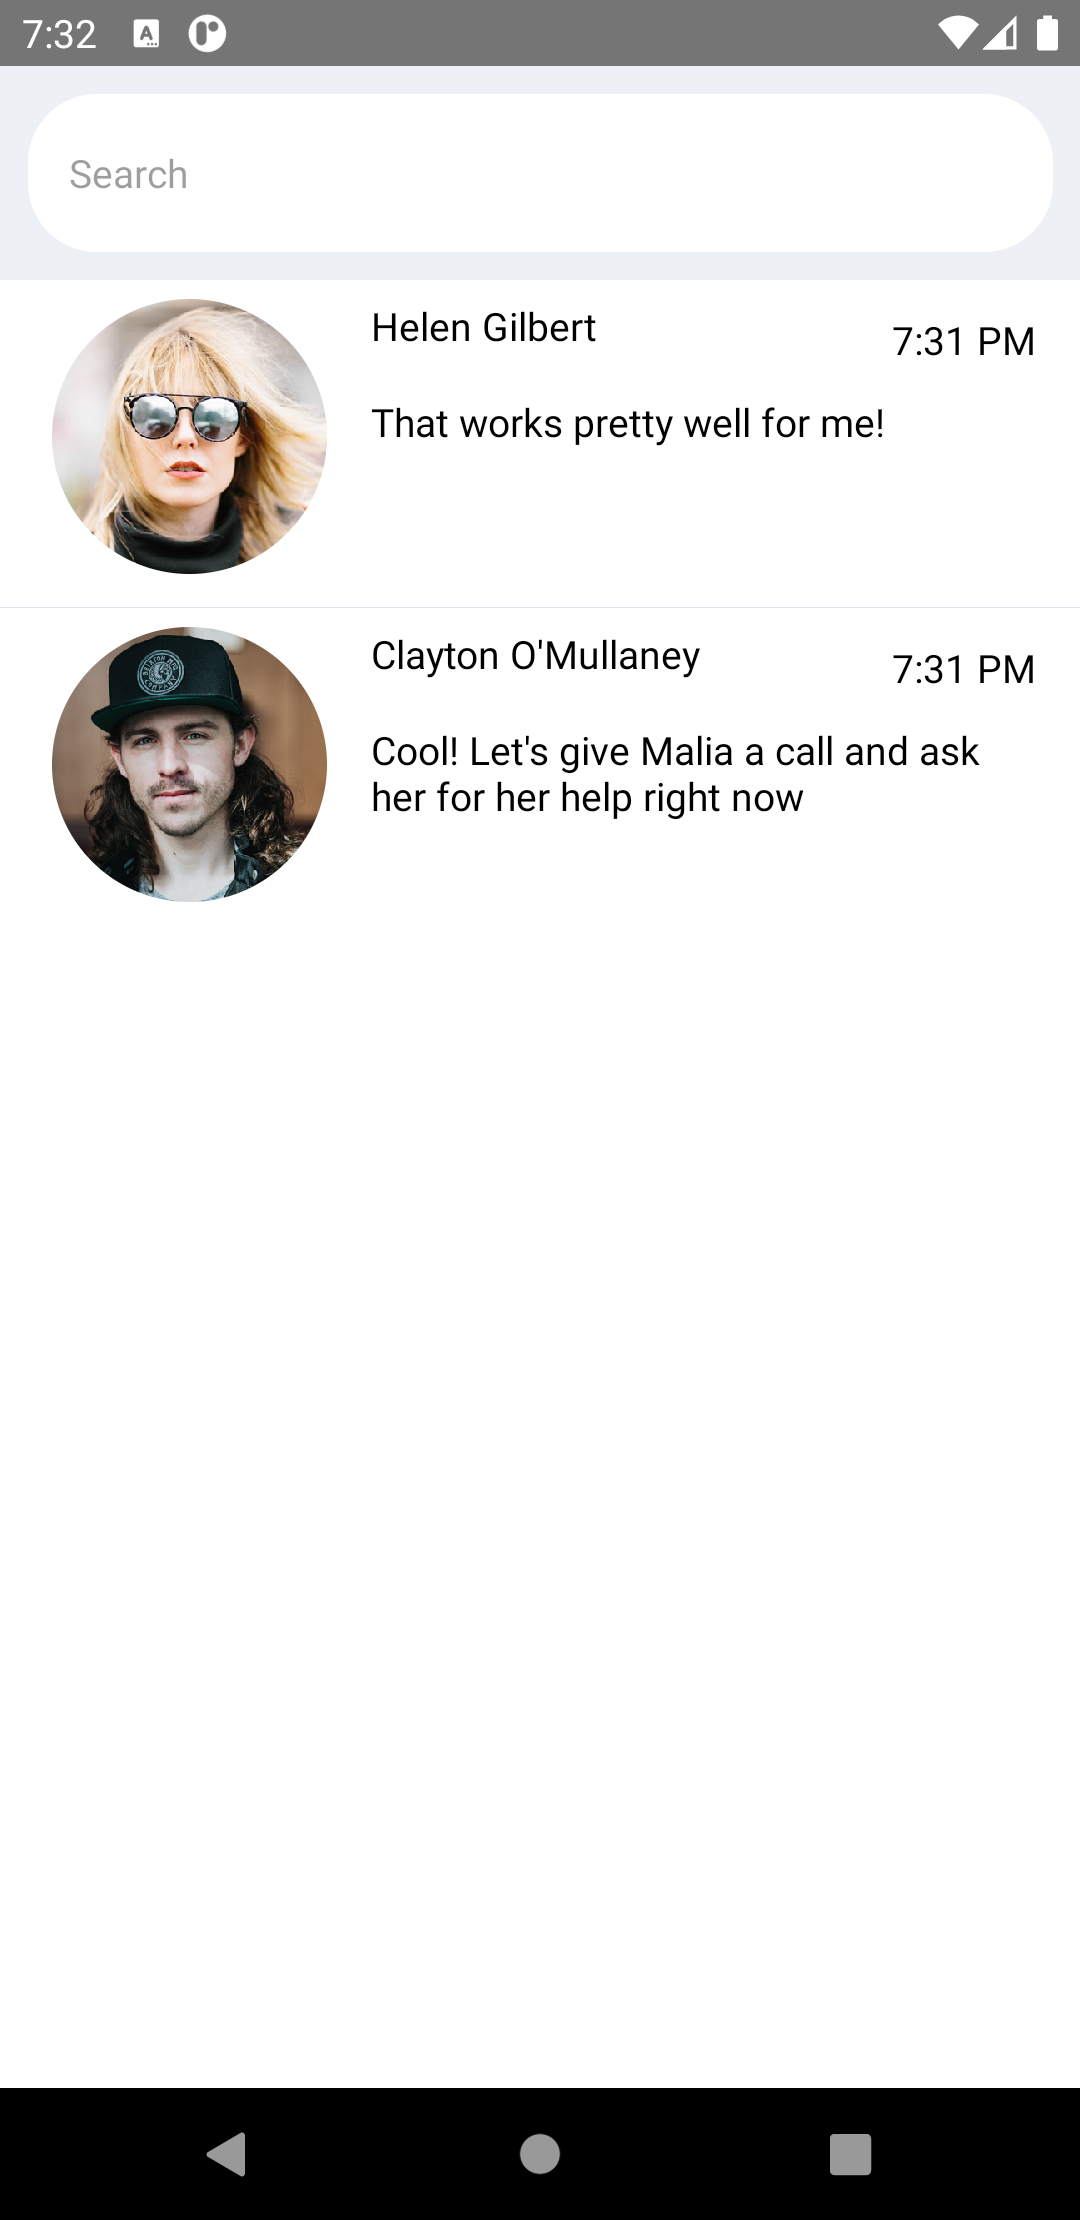 7:32
Search
Helen Gilbert
7:31 PM
That works pretty well for me!
Clayton O'Mullaney
7:31 PM
Cool! Let's give Malia a call and ask
her for her help right now